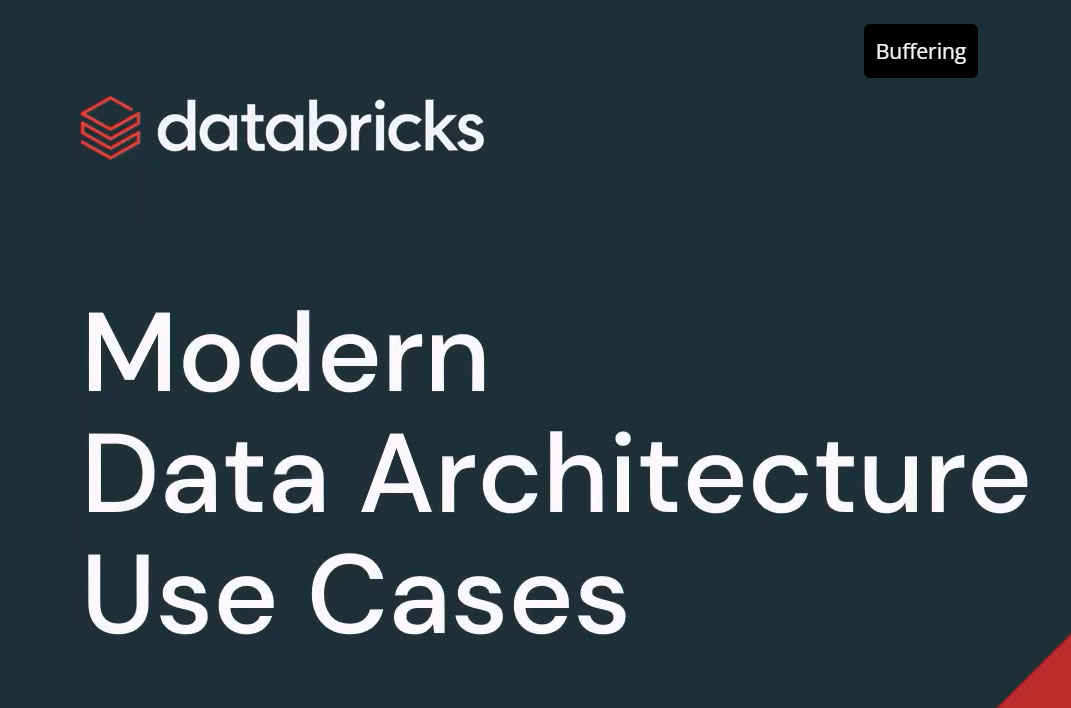 Buffering
databricks
Modern
Data Architecture
Use Cases